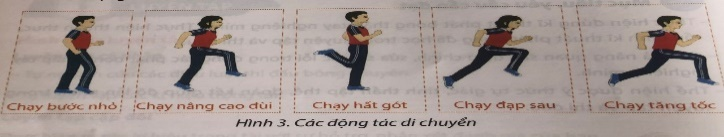 Chạy bước nhỏ
Chạy nâng cao đùi
Chạy hất gót
Chạy đạp sau
Chạy tăng tốc
Hình 3. Các động tác di chuyển